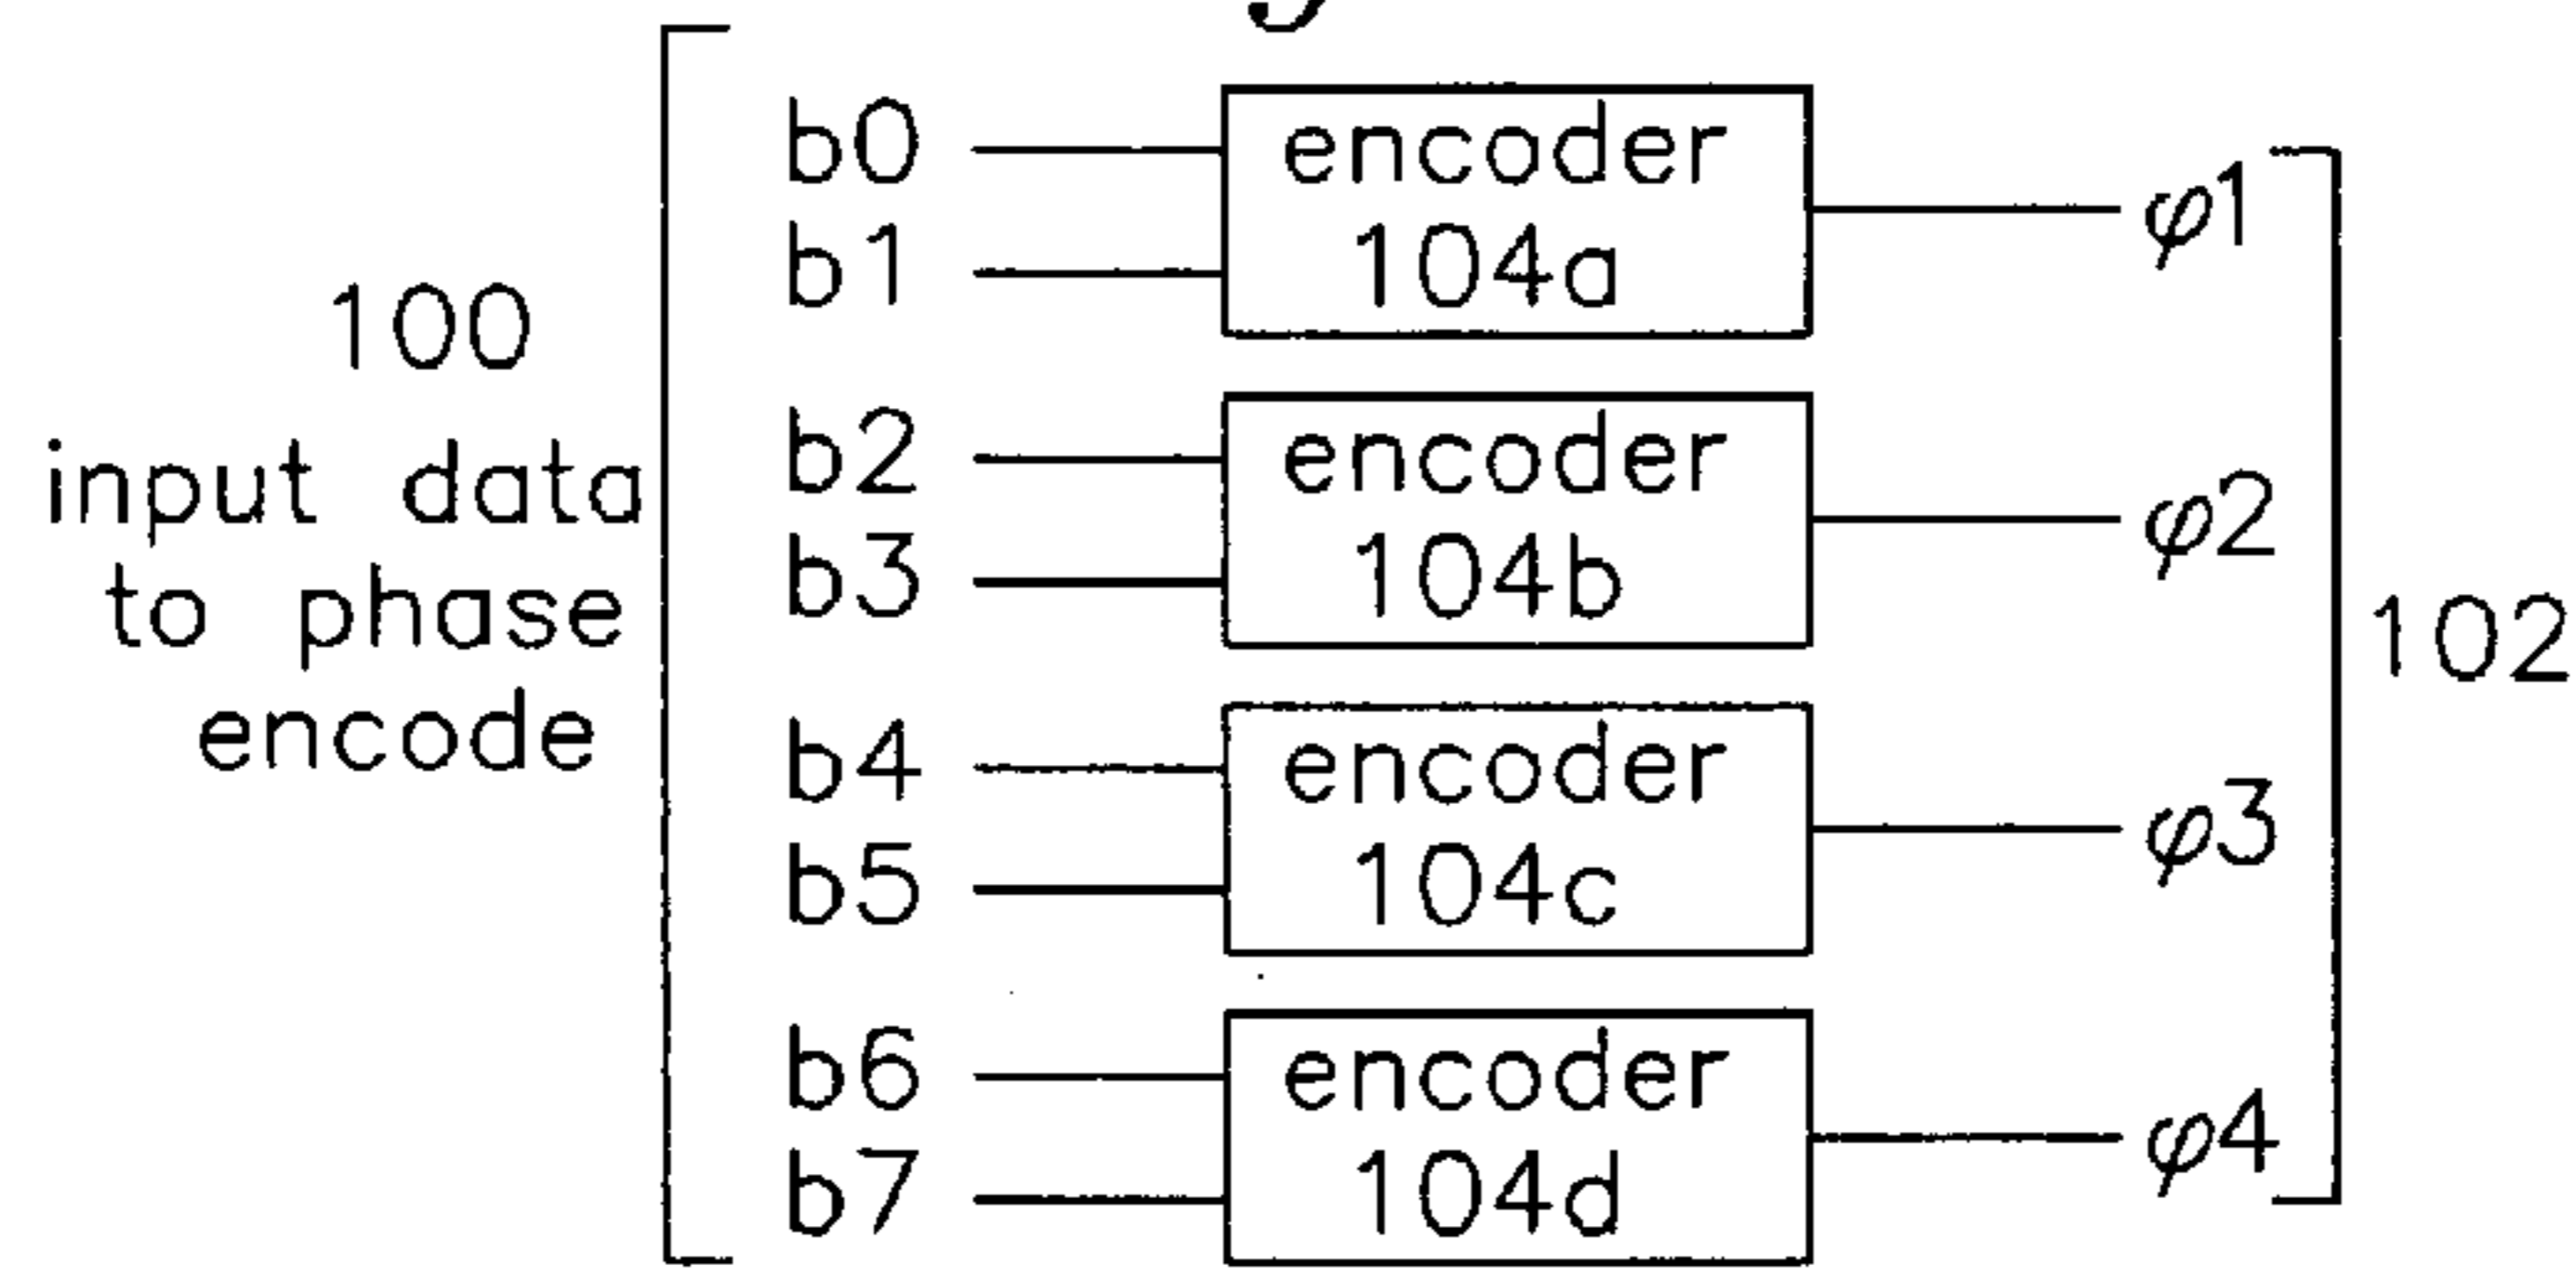 100
input data
to phase
encode
b0
b1
b2
b3
b4
b5
b6
b7
encoder
104a
encoder
104b
encoder
104c
encoder
104d
φ1
φ2
φ3
φ4
102